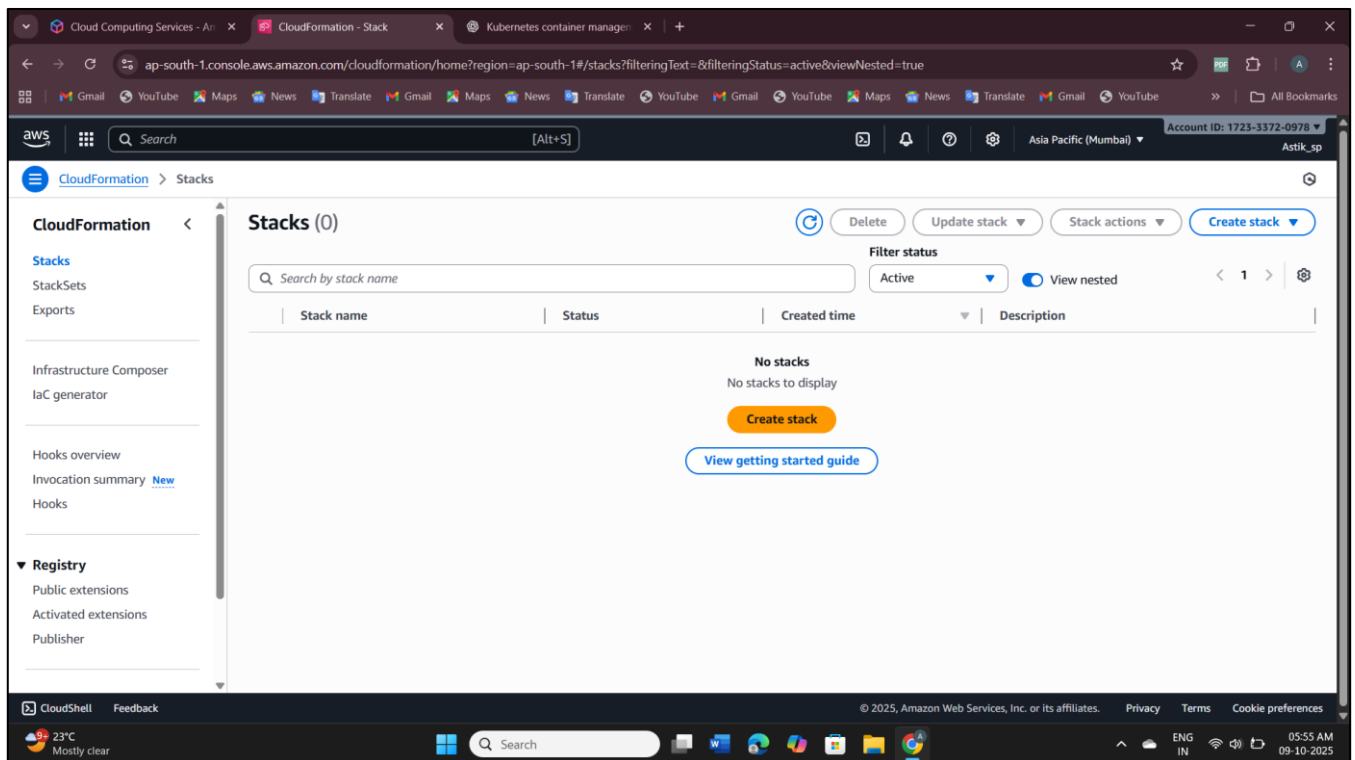 Cloud Computing Services - Am
CloudFormation - Stack
Kubernetes container managen
ap-south-1.console.aws.amazon.com/cloudformation/home?region=ap-south-1#/stacks?filteringText=&filteringStatus=active&viewNested=true
PDF
A
Gmail YouTube Maps News Translate Gmail Maps News Translate YouTube Gmail YouTube Maps News Translate Gmail YouTube » All Bookmarks
aws Search [Alt+S] Asia Pacific (Mumbai) Account ID: 1723-3372-0978
Astik_sp
CloudFormation > Stacks
CloudFormation
Stacks
StackSets
Exports
Infrastructure Composer
IaC generator
Hooks overview
Invocation summary New
Hooks
Registry
Public extensions
Activated extensions
Publisher
Stacks (0)
Delete Update stack Stack actions Create stack
Filter status
Search by stack name Active View nested 1
Stack name Status Created time Description
No stacks
No stacks to display
Create stack
View getting started guide
CloudShell Feedback © 2025, Amazon Web Services, Inc. or its affiliates. Privacy Terms Cookie preferences
9+
23°C
Mostly clear
Search
ENG
IN
05:55 AM
09-10-2025